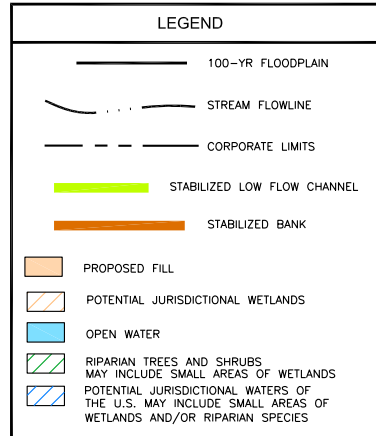 LEGEND
100-YR FLOODPLAIN
STREAM FLOWLINE
CORPORATE LIMITS
STABILIZED LOW FLOW CHANNEL
STABILIZED BANK
PROPOSED FILL
POTENTIAL JURISDICTIONAL WETLANDS
OPEN WATER
RIPARIAN TREES AND SHRUBS
MAY INCLUDE SMALL AREAS OF WETLANDS
POTENTIAL JURISDICTIONAL WATERS OF
THE U.S. MAY INCLUDE SMALL AREAS OF
WETLANDS AND/OR RIPARIAN SPECIES